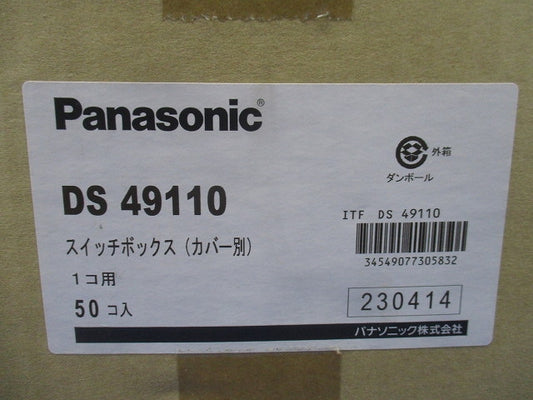 Panasonic®
DS 49110
スイッチボックス（カバー別）
1コ用
50コ入
外箱
ダンボール
ITF DS 49110
34549077305832
230414
パナソニック株式会社